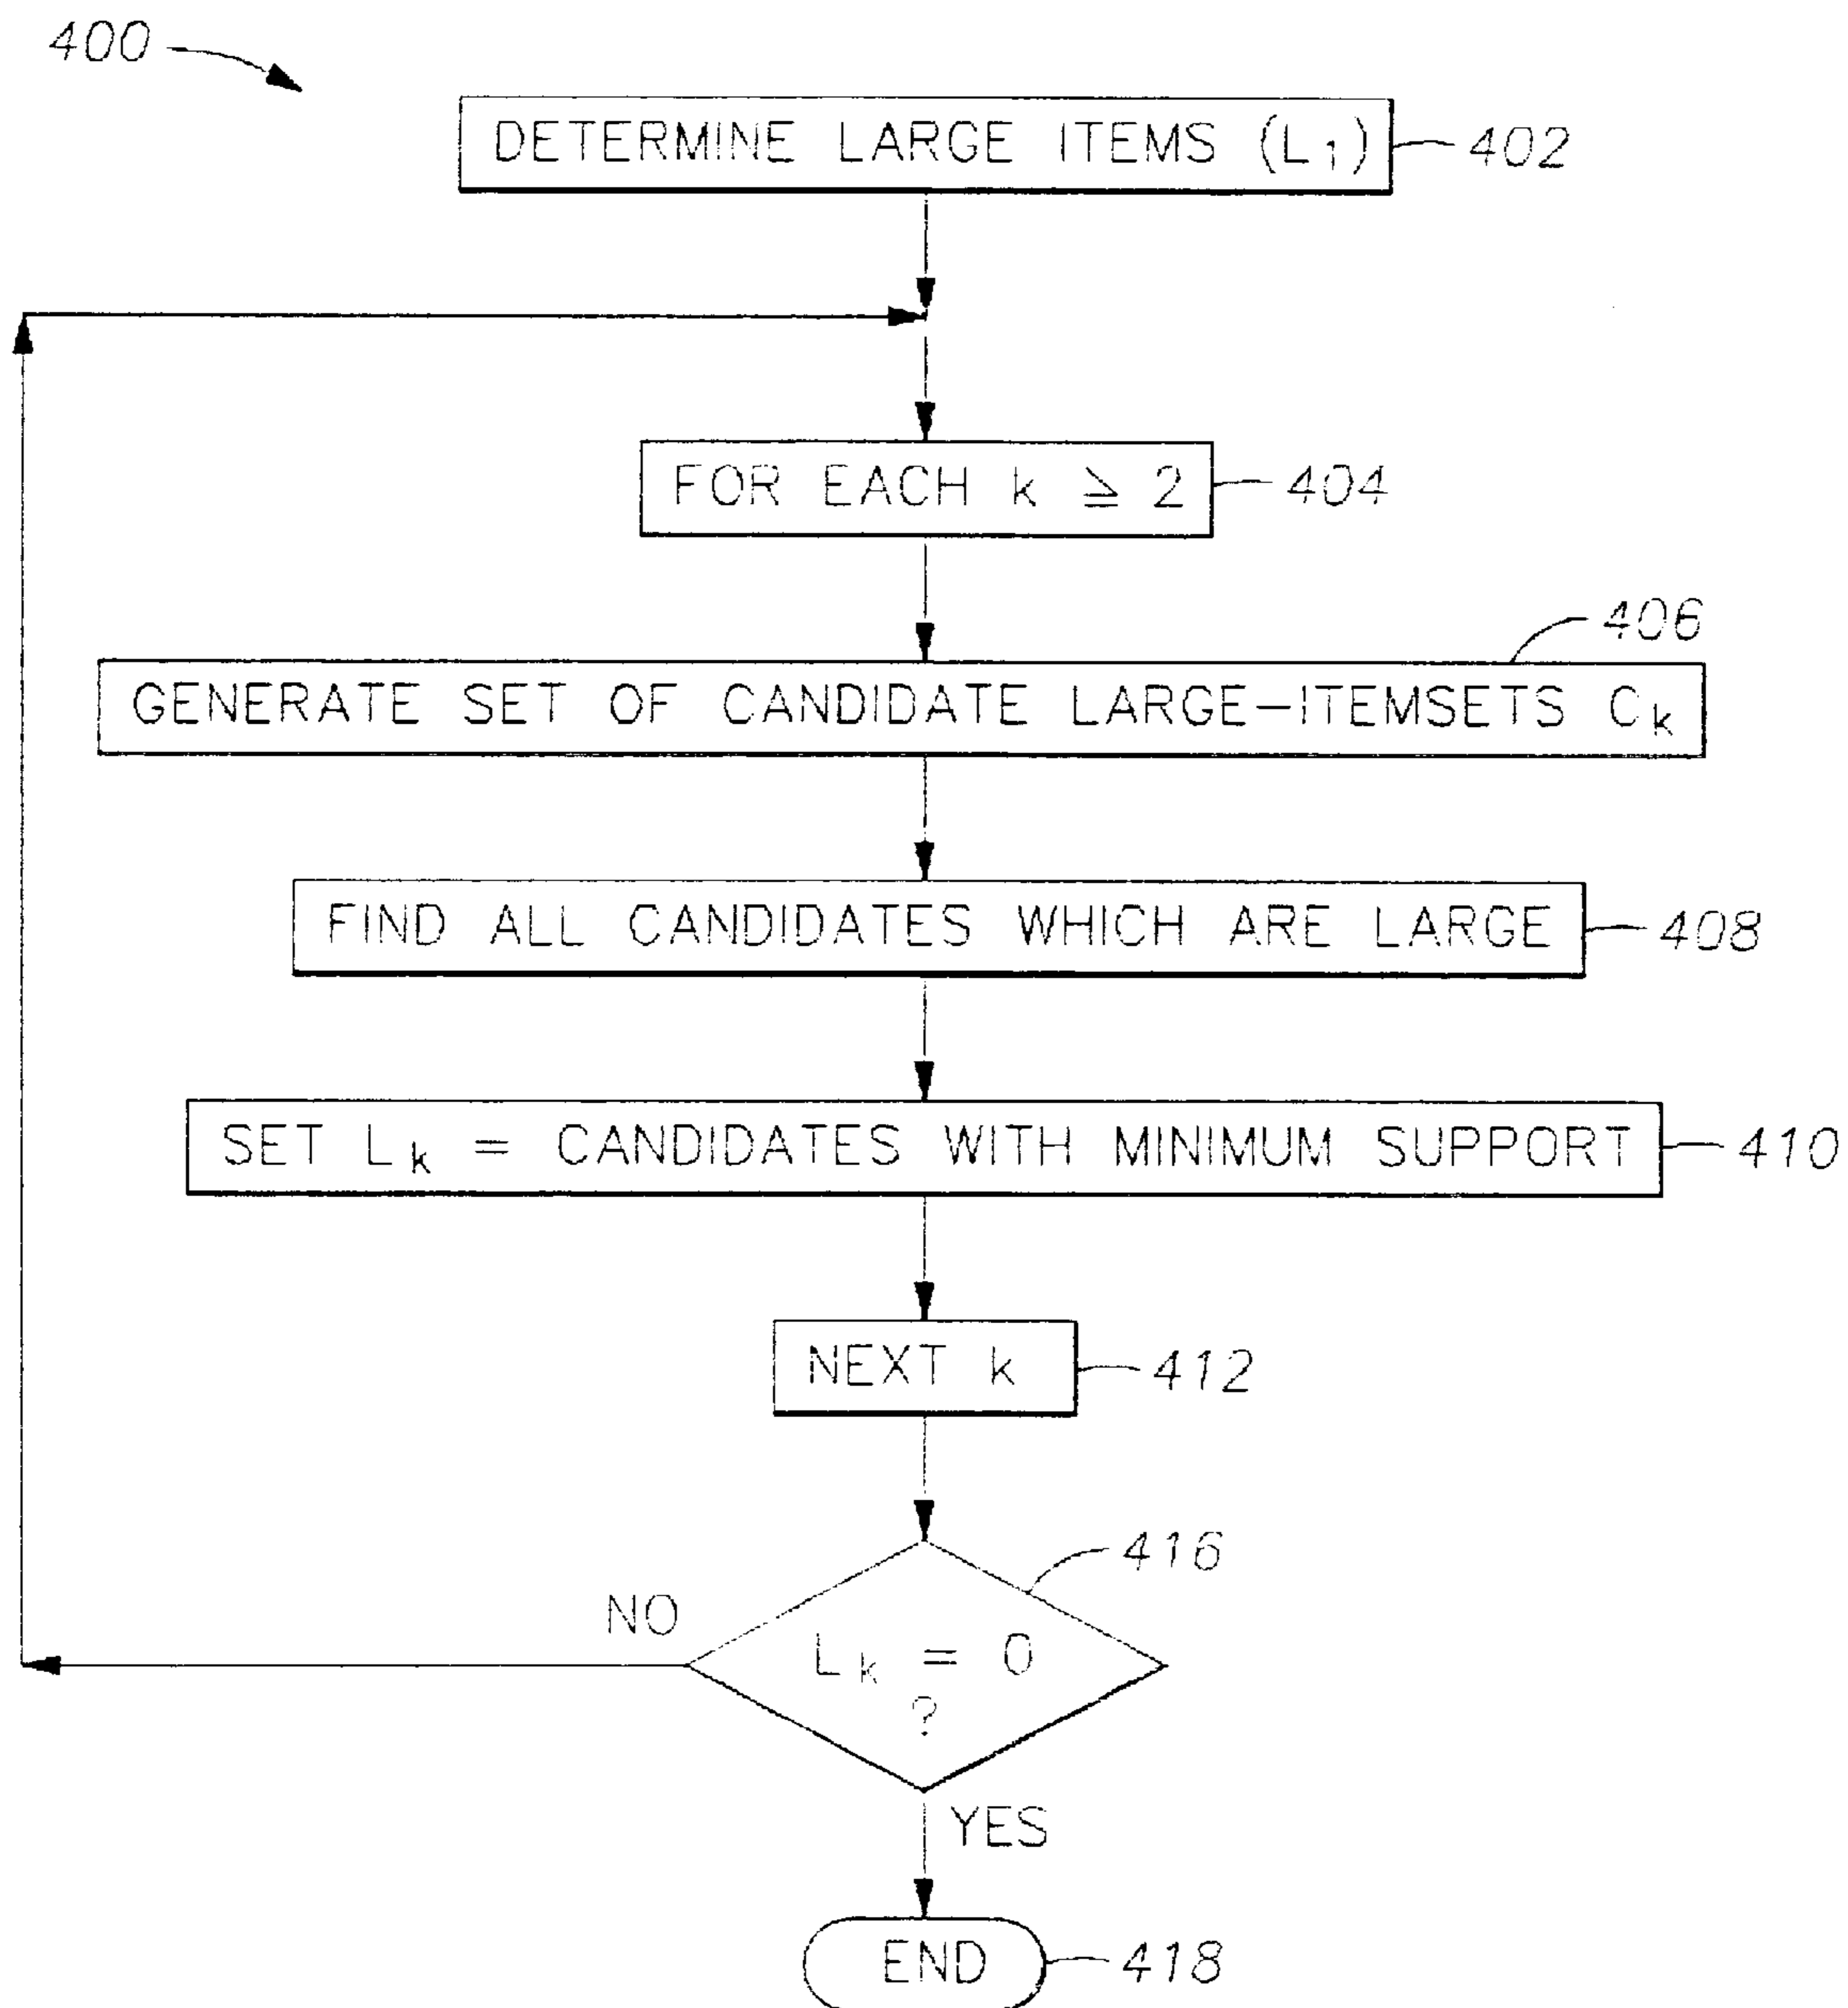 400
DETERMINE LARGE ITEMS (L1) 402
FOR EACH k ≧ 2 404
406
GENERATE SET OF CANDIDATE LARGE-ITEMSETS Ck
FIND ALL CANDIDATES WHICH ARE LARGE 408
SET Lk = CANDIDATES WITH MINIMUM SUPPORT 410
NEXT k 412
416
NO
Lk = 0
?
YES
END 418